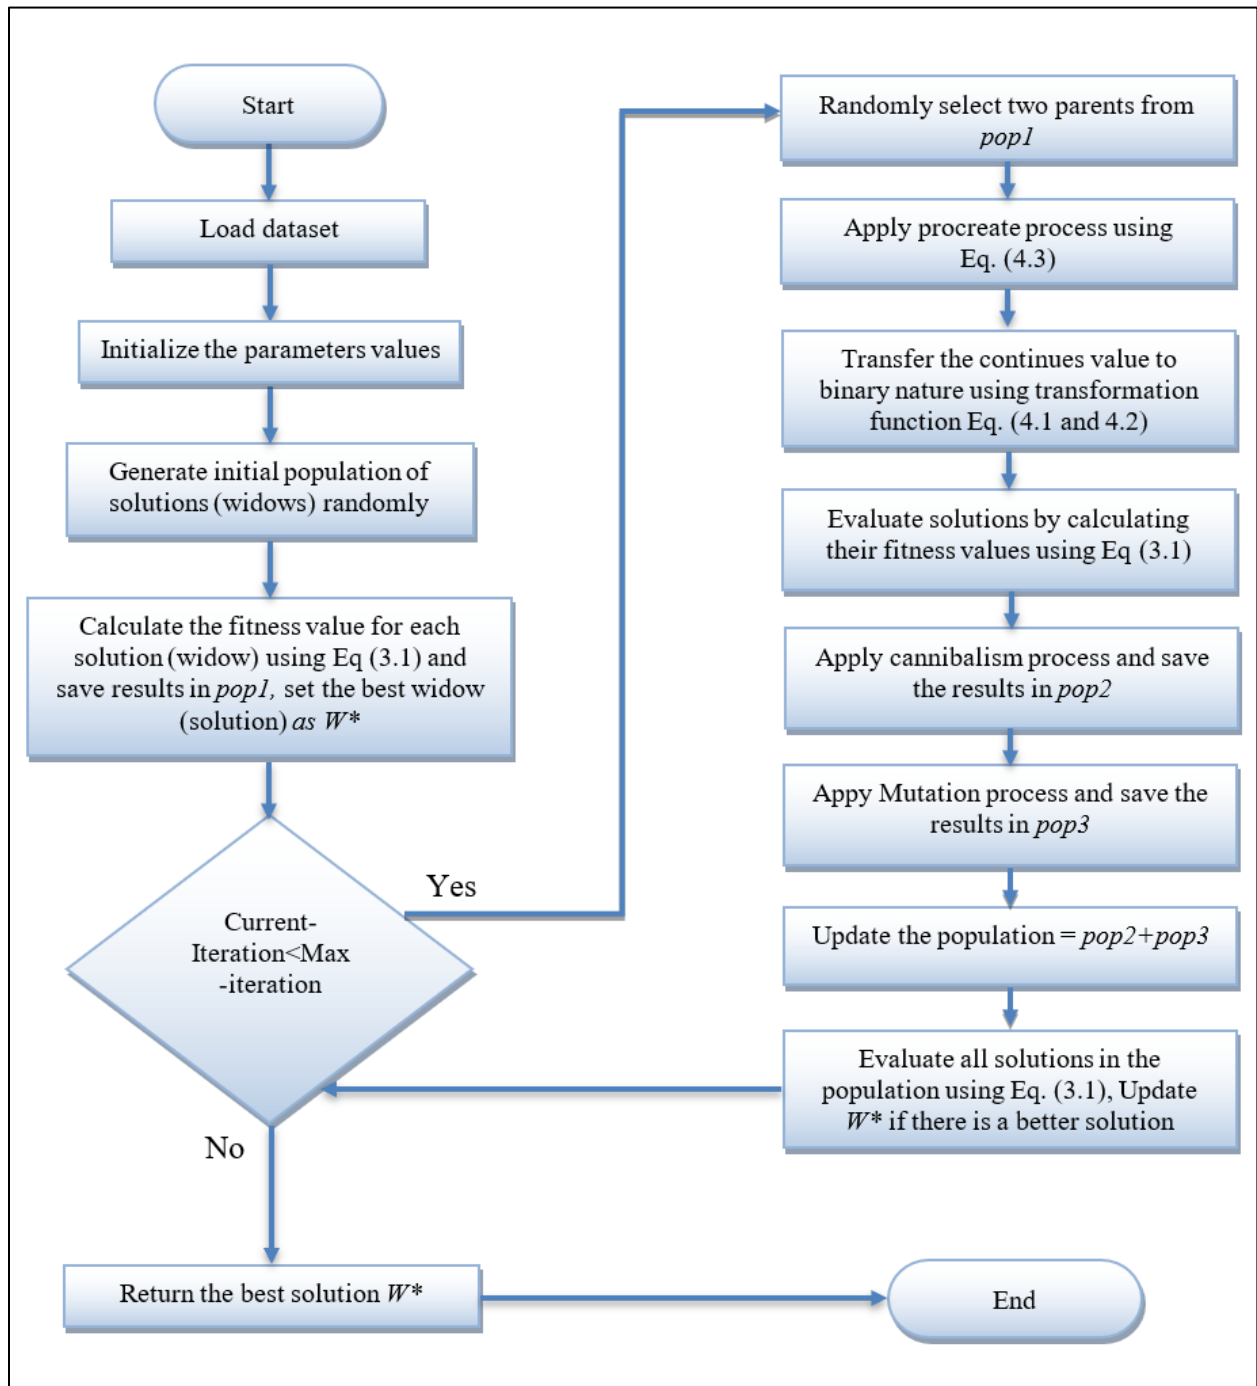 Start
Load dataset
Initialize the parameters values
Generate initial population of
solutions (widows) randomly
Calculate the fitness value for each
solution (widow) using Eq (3.1) and
save results in pop1, set the best widow
(solution) as W*
Current-
Iteration<Max
-iteration
Yes
No
Return the best solution W*
End
Randomly select two parents from
pop1
Apply procreate process using
Eq. (4.3)
Transfer the continues value to
binary nature using transformation
function Eq. (4.1 and 4.2)
Evaluate solutions by calculating
their fitness values using Eq (3.1)
Apply cannibalism process and save
the results in pop2
Appy Mutation process and save the
results in pop3
Update the population = pop2+pop3
Evaluate all solutions in the
population using Eq. (3.1), Update
W* if there is a better solution